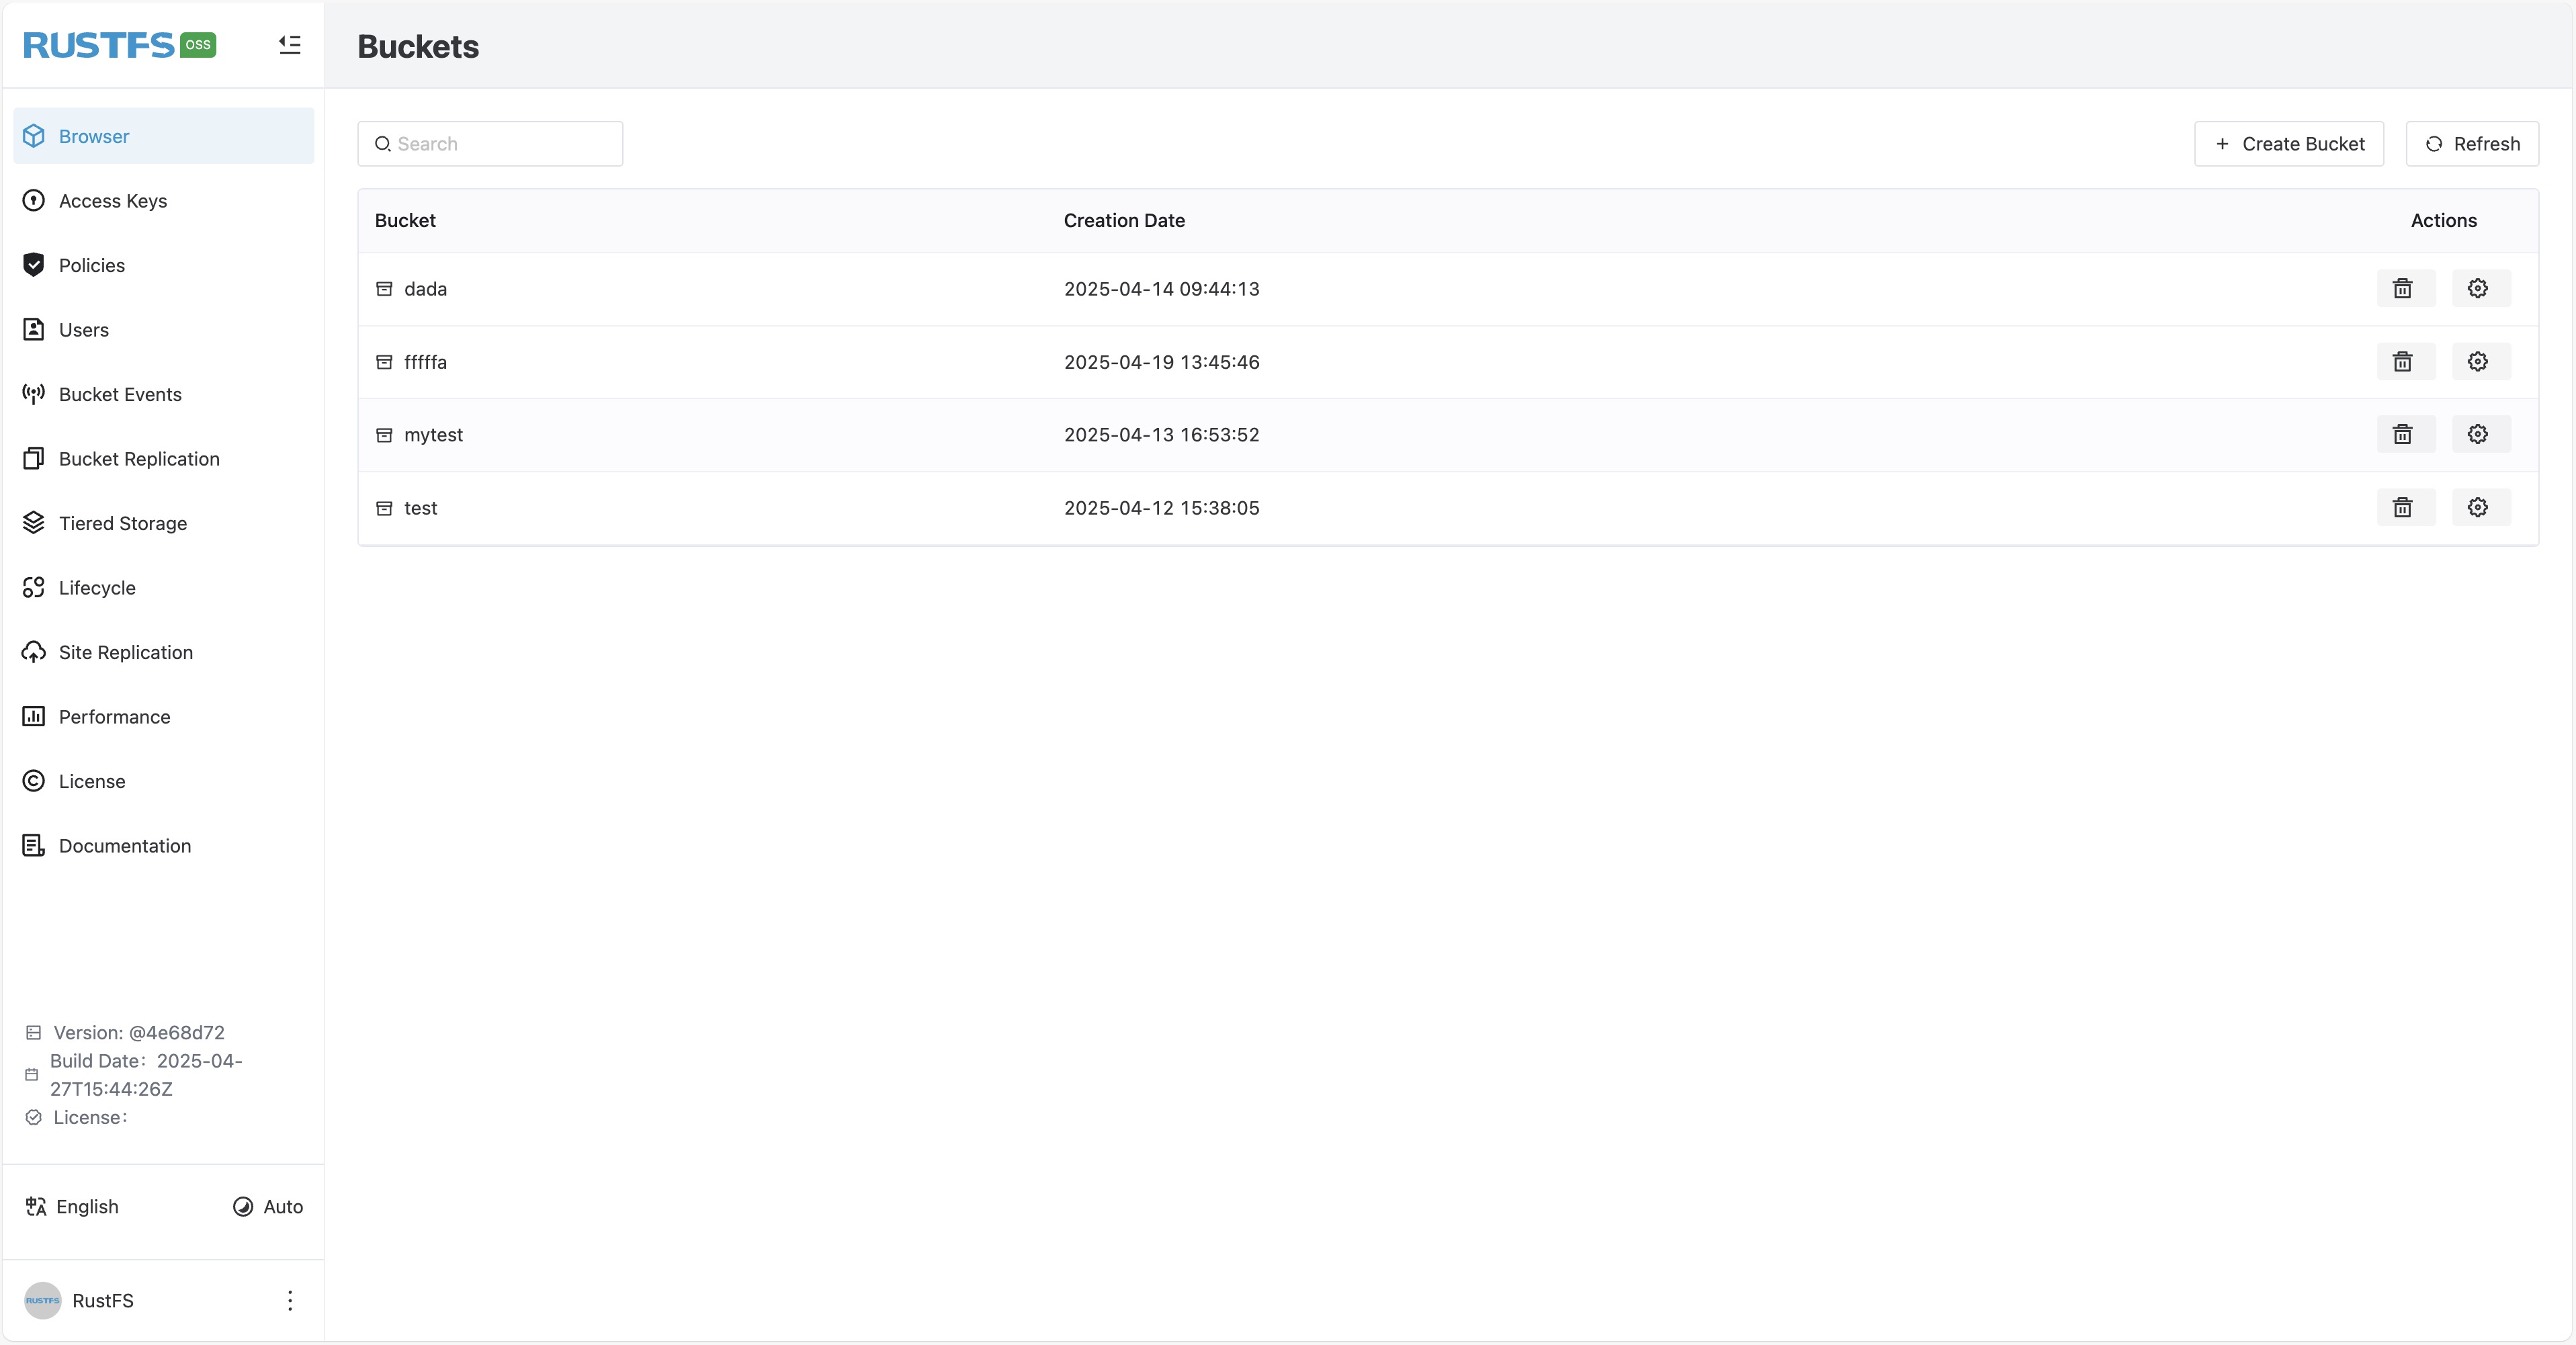 RUSTFS OSS
Buckets
Browser
Access Keys
Policies
Users
Bucket Events
Bucket Replication
Tiered Storage
Lifecycle
Site Replication
Performance
License
Documentation
Version: @4e68d72
Build Date：2025-04-
27T15:44:26Z
License：
English
Auto
RUSTFS
RustFS
Search
Create Bucket
Refresh
Bucket Creation Date Actions
dada 2025-04-14 09:44:13
fffffa 2025-04-19 13:45:46
mytest 2025-04-13 16:53:52
test 2025-04-12 15:38:05